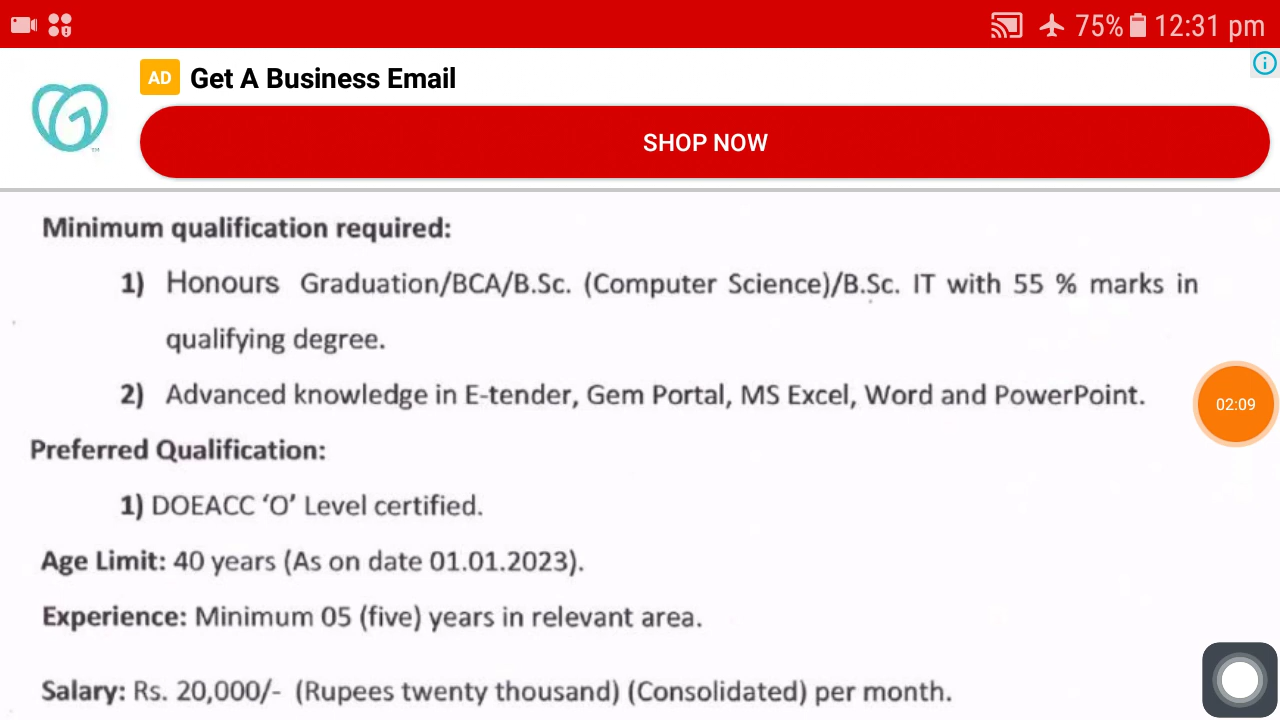 75% 12:31 pm
AD Get A Business Email
SHOP NOW
Minimum qualification required:
1) Honours Graduation/BCA/B.Sc. (Computer Science)/B.Sc. IT with 55 % marks in
qualifying degree.
2) Advanced knowledge in E-tender, Gem Portal, MS Excel, Word and PowerPoint.
02:09
Preferred Qualification:
1) DOEACC ‘O’ Level certified.
Age Limit: 40 years (As on date 01.01.2023).
Experience: Minimum 05 (five) years in relevant area.
Salary: Rs. 20,000/- (Rupees twenty thousand) (Consolidated) per month.